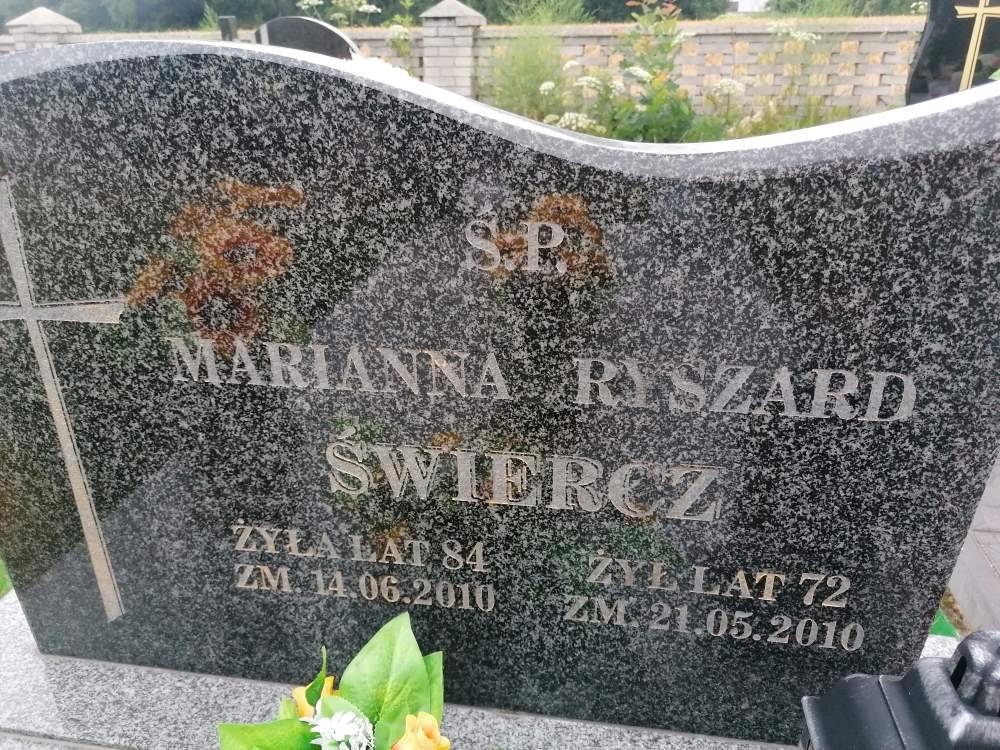 Ś.P.
MARIANNA RYSZARD
ŚWIERCZ
ŻYŁA LAT 84
ZM. 14.06.2010
ŻYŁ LAT 72
ZM. 21.05.2010